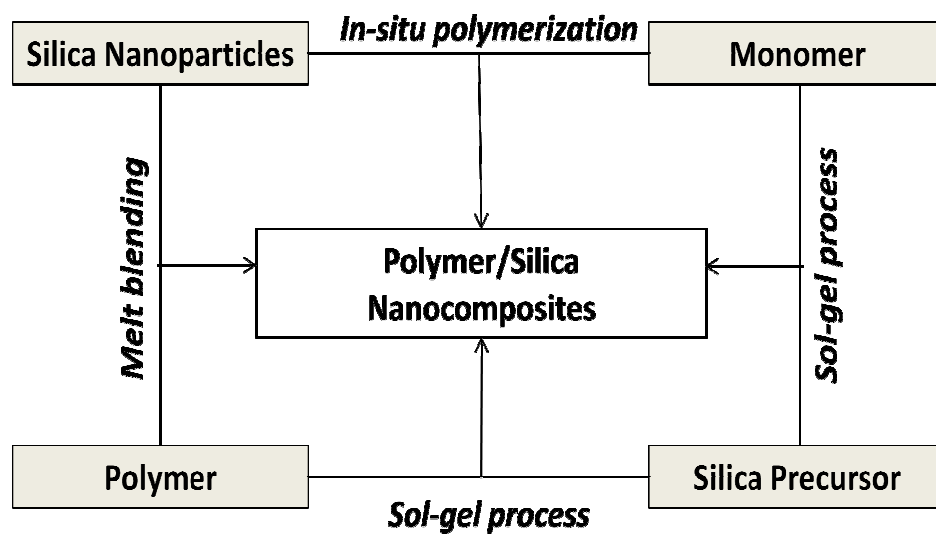 In-situ polymerization
Silica Nanoparticles
Monomer
Melt blending
Polymer/Silica
Nanocomposites
Sol-gel process
Polymer
Silica Precursor
Sol-gel process